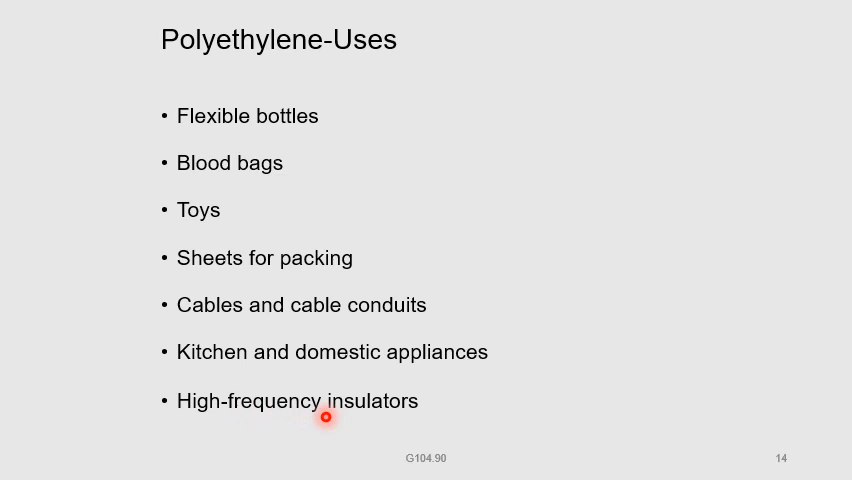 Polyethylene-Uses
• Flexible bottles
• Blood bags
• Toys
• Sheets for packing
• Cables and cable conduits
• Kitchen and domestic appliances
• High-frequency insulators
G104.90
14